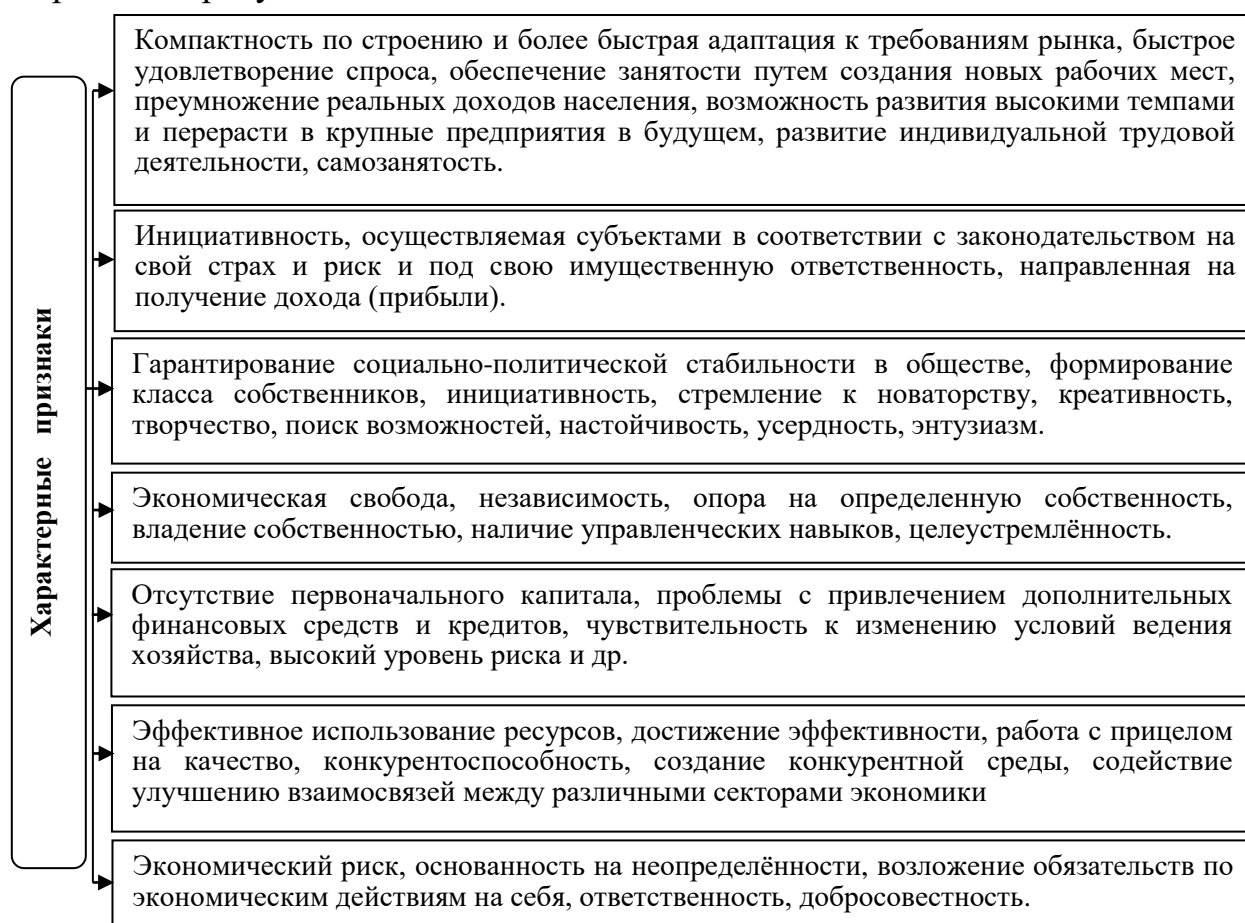 Компактность по строению и более быстрая адаптация к требованиям рынка, быстрое
удовлетворение спроса, обеспечение занятости путем создания новых рабочих мест,
преумножение реальных доходов населения, возможность развития высокими темпами
и перерасти в крупные предприятия в будущем, развитие индивидуальной трудовой
деятельности, самозанятость.
Инициативность, осуществляемая субъектами в соответствии с законодательством на
свой страх и риск и под свою имущественную ответственность, направленная на
получение дохода (прибыли).
Характерные признаки
Гарантирование социально-политической стабильности в обществе, формирование
класса собственников, инициативность, стремление к новаторству, креативность,
творчество, поиск возможностей, настойчивость, усердность, энтузиазм.
Экономическая свобода, независимость, опора на определенную собственность,
владение собственностью, наличие управленческих навыков, целеустремлённость.
Отсутствие первоначального капитала, проблемы с привлечением дополнительных
финансовых средств и кредитов, чувствительность к изменению условий ведения
хозяйства, высокий уровень риска и др.
Эффективное использование ресурсов, достижение эффективности, работа с прицелом
на качество, конкурентоспособность, создание конкурентной среды, содействие
улучшению взаимосвязей между различными секторами экономики
Экономический риск, основанность на неопределённости, возложение обязательств по
экономическим действиям на себя, ответственность, добросовестность.